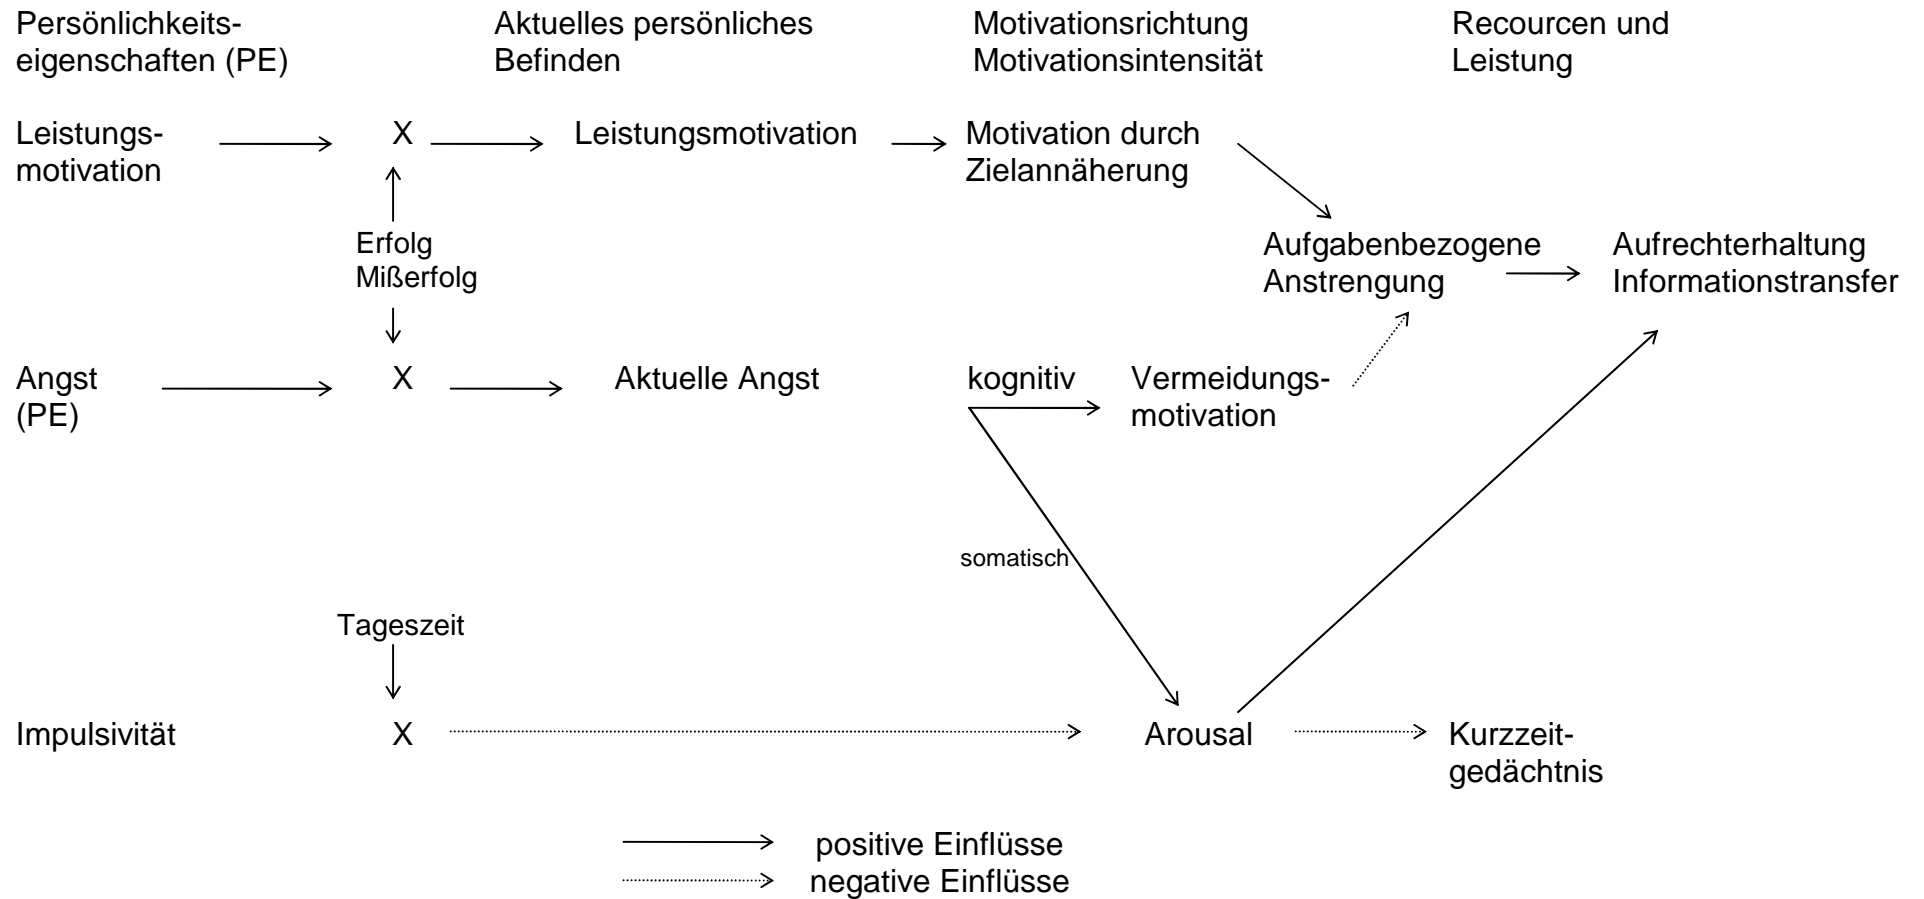 Persönlichkeits-
eigenschaften (PE)
Aktuelles persönliches
Befinden
Motivationsrichtung
Motivationsintensität
Recourcen und
Leistung
Leistungs-
motivation
X
Leistungsmotivation
Motivation durch
Zielannäherung
Erfolg
Mißerfolg
Aufgabenbezogene
Anstrengung
Aufrechterhaltung
Informationstransfer
Angst
(PE)
X
Aktuelle Angst
kognitiv
Vermeidungs-
motivation
somatisch
Tageszeit
Impulsivität
X
Arousal
Kurzzeit-
gedächtnis
positive Einflüsse
negative Einflüsse